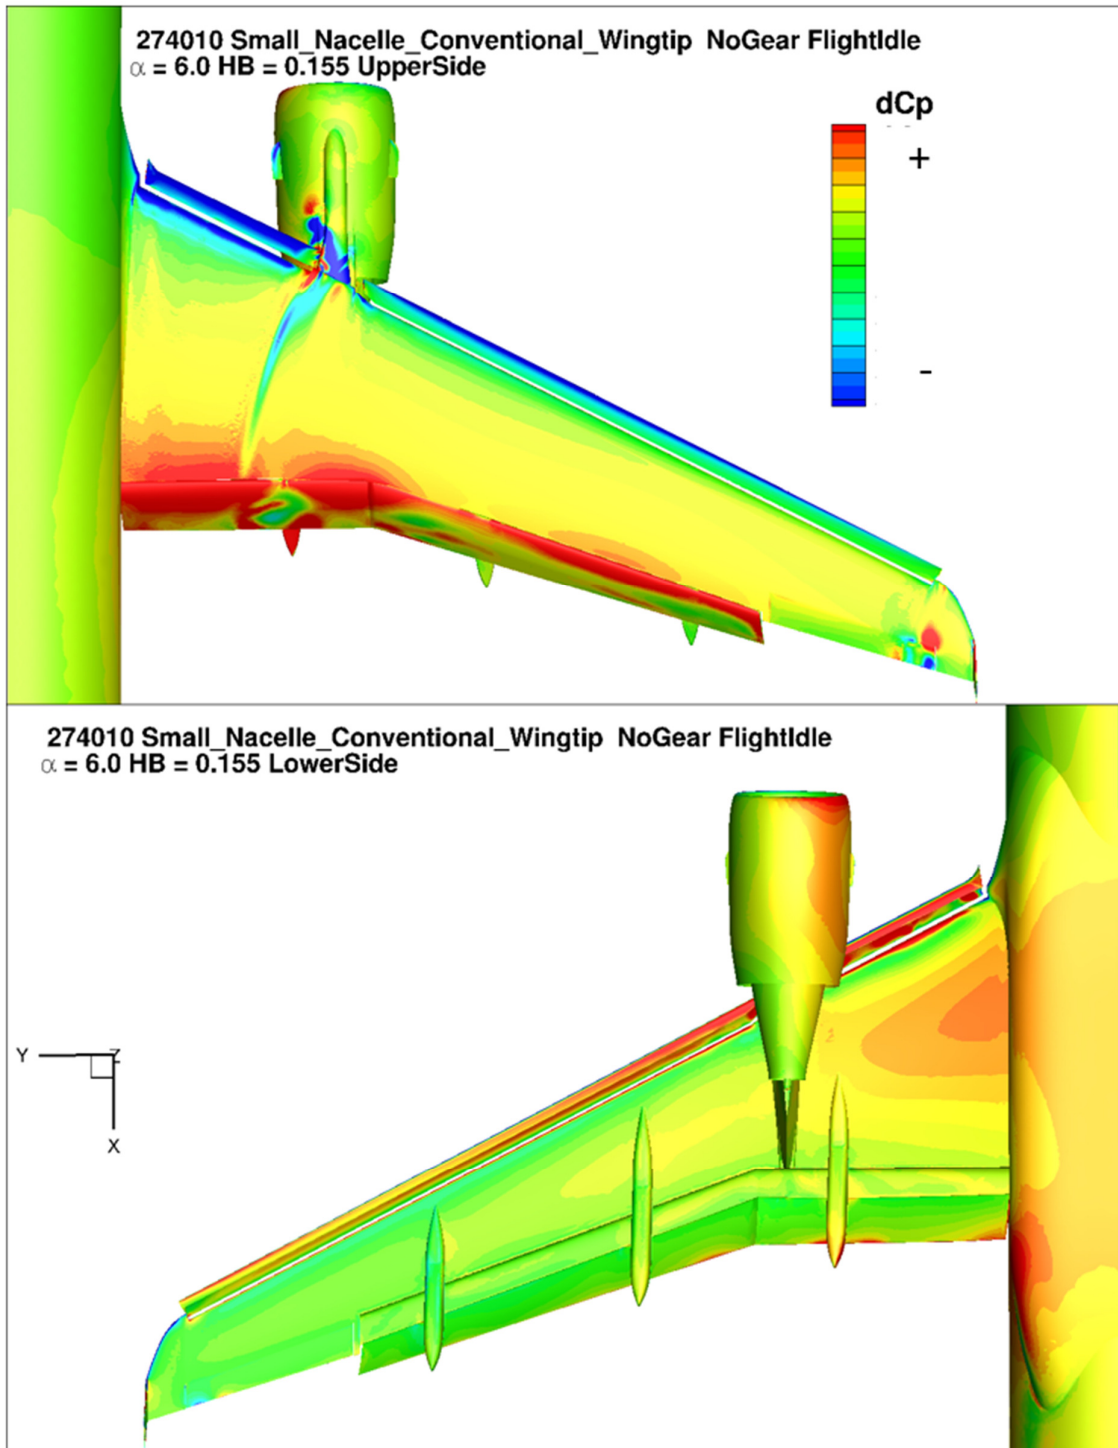 274010 Small_Nacelle_Conventional_Wingtip NoGear FlightIdle
α = 6.0 HB = 0.155 UpperSide
dCp
+
-
274010 Small_Nacelle_Conventional_Wingtip NoGear FlightIdle
α = 6.0 HB = 0.155 LowerSide
Y
Z
X